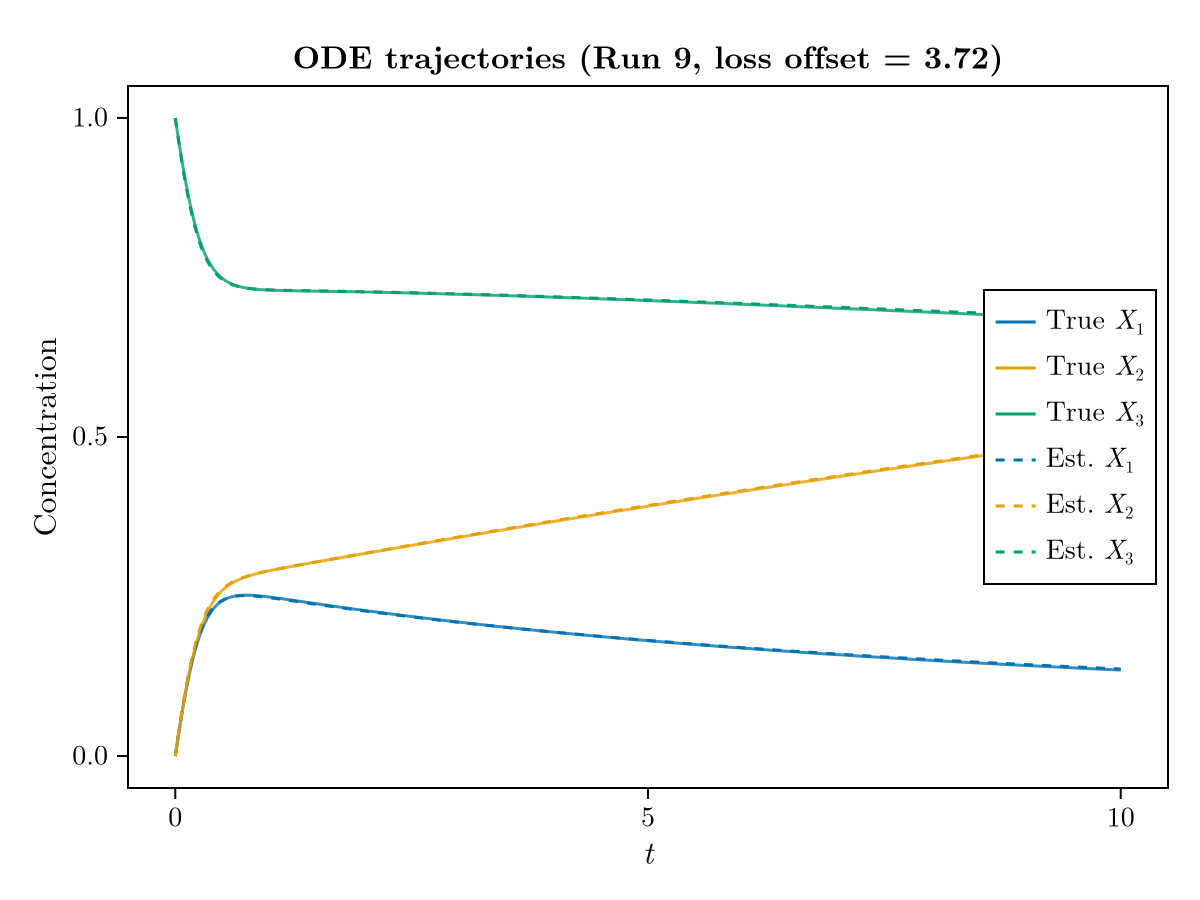 ODE trajectories (Run 9, loss offset = 3.72)
Concentration
1.0
0.5
0.0
0
5
10
t
True X₁
True X₂
True X₃
Est. X₁
Est. X₂
Est. X₃